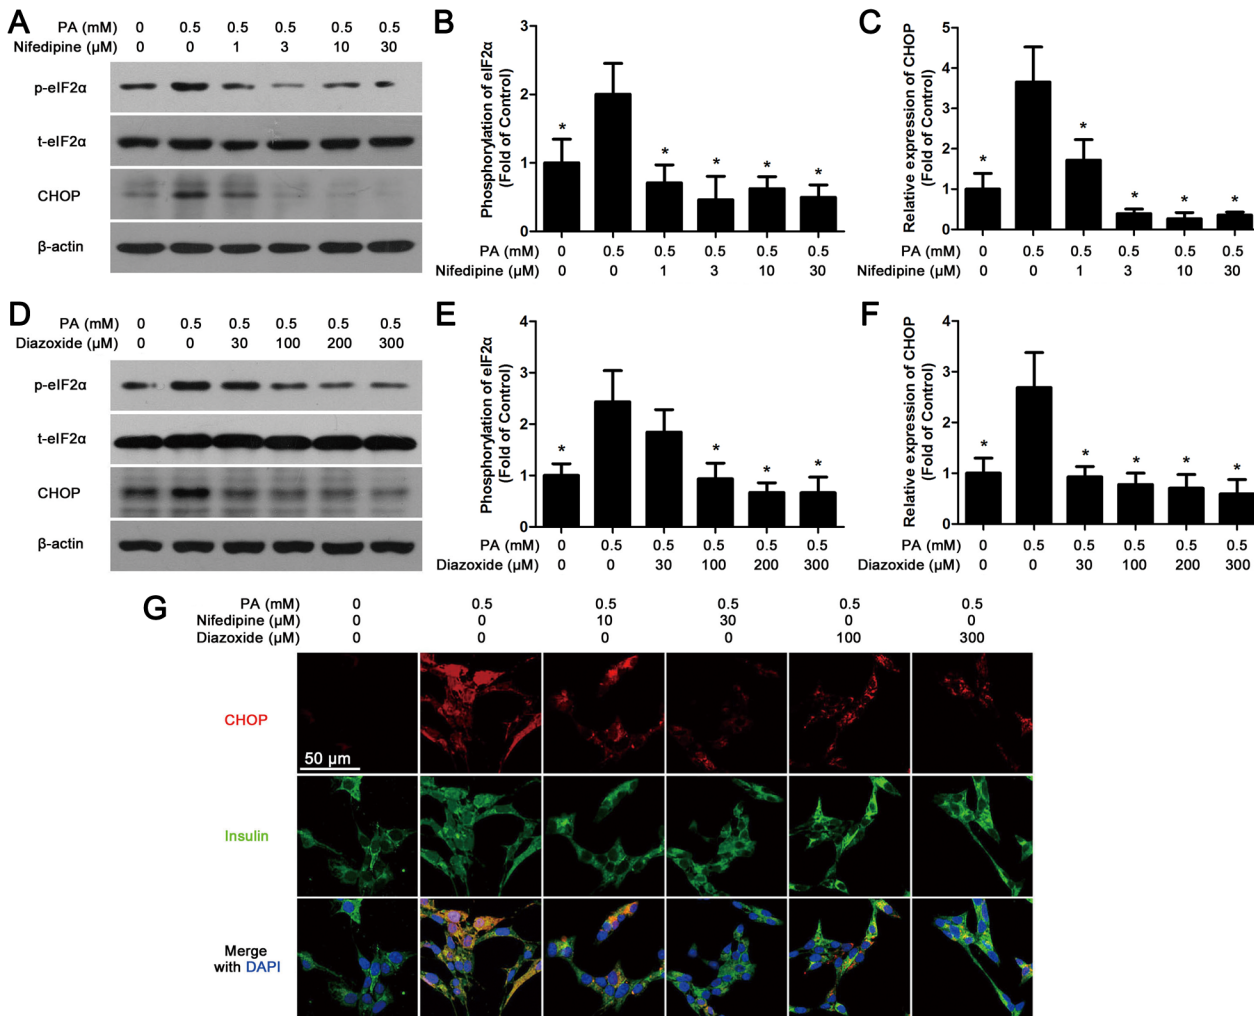 A
PA (mM) 0 0.5 0.5 0.5 0.5 0.5
Nifedipine (μM) 0 0 1 3 10 30
p-eIF2α
t-eIF2α
CHOP
β-actin
B
Phosphorylation of eIF2α
(Fold of Control)
3
2
1
0
* * * * *
PA (mM) 0 0.5 0.5 0.5 0.5 0.5
Nifedipine (μM) 0 0 1 3 10 30
C
Relative expression of CHOP
(Fold of Control)
5
4
3
2
1
0
* * * * *
PA (mM) 0 0.5 0.5 0.5 0.5 0.5
Nifedipine (μM) 0 0 1 3 10 30
D
PA (mM) 0 0.5 0.5 0.5 0.5 0.5
Diazoxide (μM) 0 0 30 100 200 300
p-eIF2α
t-eIF2α
CHOP
β-actin
E
Phosphorylation of eIF2α
(Fold of Control)
4
3
2
1
0
* * * *
PA (mM) 0 0.5 0.5 0.5 0.5 0.5
Diazoxide (μM) 0 0 30 100 200 300
F
Relative expression of CHOP
(Fold of Control)
4
3
2
1
0
* * * * *
PA (mM) 0 0.5 0.5 0.5 0.5 0.5
Diazoxide (μM) 0 0 30 100 200 300
G
PA (mM) 0 0.5 0.5 0.5 0.5 0.5
Nifedipine (μM) 0 0 10 30 0 0
Diazoxide (μM) 0 0 0 0 100 300
CHOP
50 μm
Insulin
Merge
with DAPI